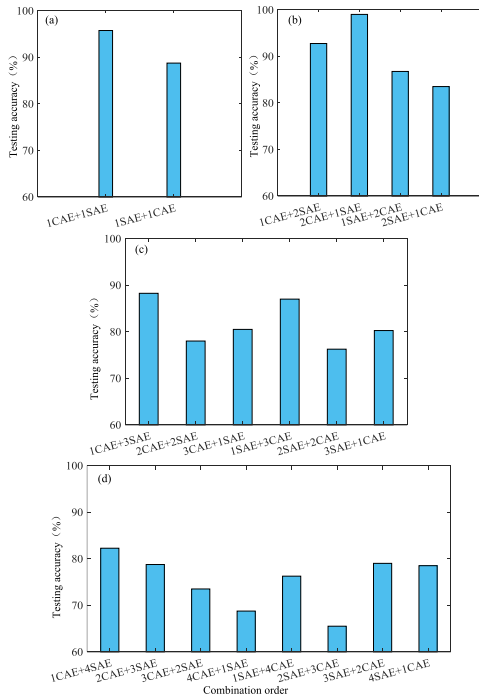 (a)
Testing accuracy（%）
100
90
80
70
60
1CAE+1SAE
1SAE+1CAE
(b)
Testing accuracy（%）
100
90
80
70
60
1CAE+2SAE
2CAE+1SAE
1SAE+2CAE
2SAE+1CAE
(c)
Testing accuracy（%）
100
90
80
70
60
1CAE+3SAE
2CAE+2SAE
3CAE+1SAE
1SAE+3CAE
2SAE+2CAE
3SAE+1CAE
(d)
Testing accuracy（%）
100
90
80
70
60
1CAE+4SAE
2CAE+3SAE
3CAE+2SAE
4CAE+1SAE
1SAE+4CAE
2SAE+3CAE
3SAE+2CAE
4SAE+1CAE
Combination order